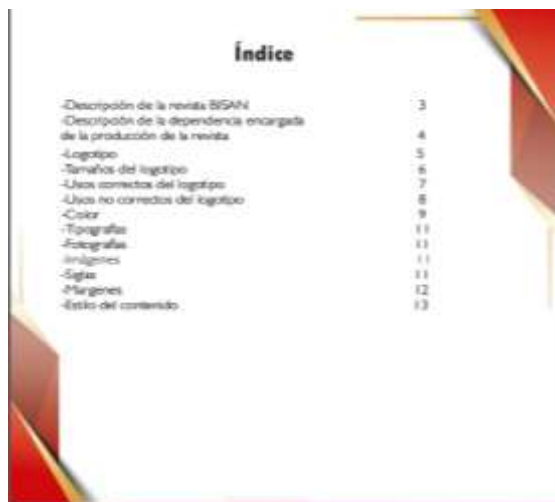 Índice
-Descripción de la revista BISAN 3
-Descripción de la dependencia encargada
de la producción de la revista 4
-Logotipo 5
-Tamaños del logotipo 6
-Usos correctos del logotipo 7
-Usos no correctos del logotipo 8
-Color 9
-Tipografías 11
-Fotografías 11
-Imágenes 11
-Siglas 11
-Margenes 12
-Estilo del contenido 13